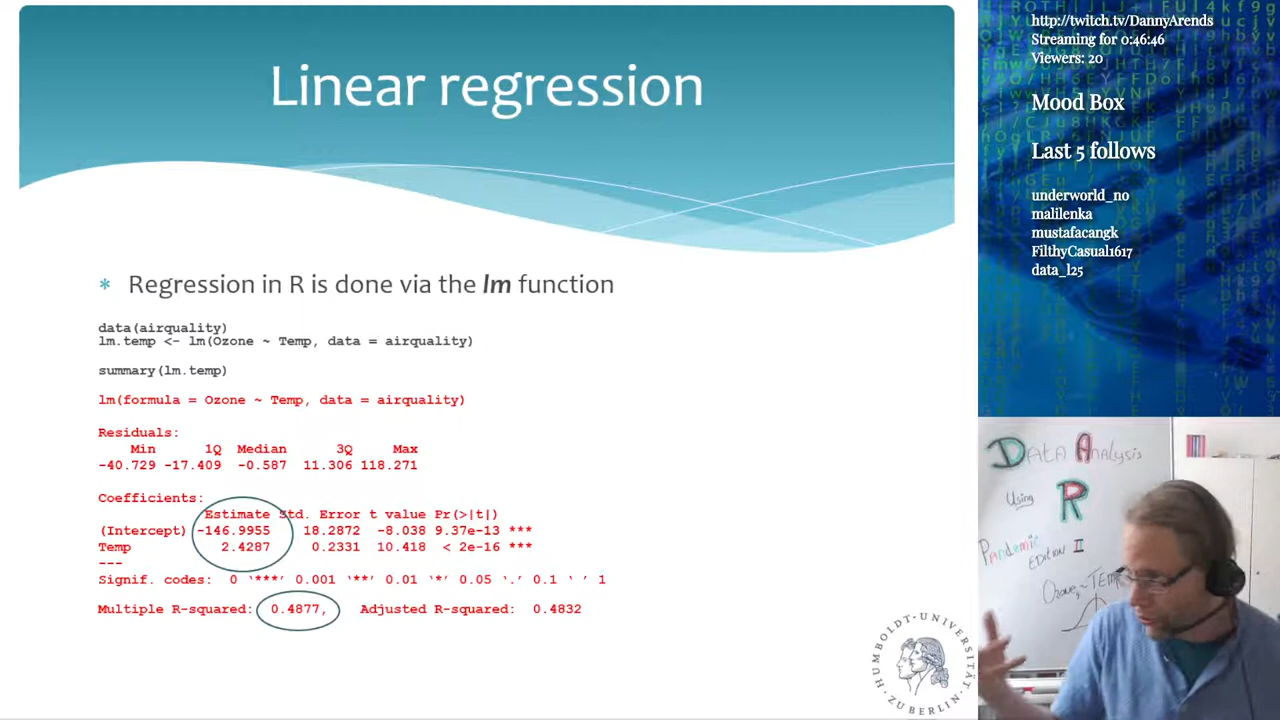 Linear regression
* Regression in R is done via the lm function
data(airquality)
lm.temp <- lm(Ozone ~ Temp, data = airquality)
summary(lm.temp)
lm(formula = Ozone ~ Temp, data = airquality)
Residuals:
Min 1Q Median 3Q Max
-40.729 -17.409 -0.587 11.306 118.271
Coefficients:
Estimate Std. Error t value Pr(>|t|)
(Intercept) -146.9955 18.2872 -8.038 9.37e-13 ***
Temp 2.4287 0.2331 10.418 < 2e-16 ***
---
Signif. codes: 0 ‘***’ 0.001 ‘**’ 0.01 ‘*’ 0.05 ‘.’ 0.1 ‘ ’ 1
Multiple R-squared: 0.4877, Adjusted R-squared: 0.4832
HUMBOLDT-UNIVERSITÄT
ZU BERLIN
http://twitch.tv/DannyArends
Streaming for 0:46:46
Viewers: 20
Mood Box
Last 5 follows
underworld_no
malilenka
mustafacangk
FilthyCasual1617
data_l25
DATA ANalysis
Using
R
Pandemic
EDITION II
Ozone ~ TEMP